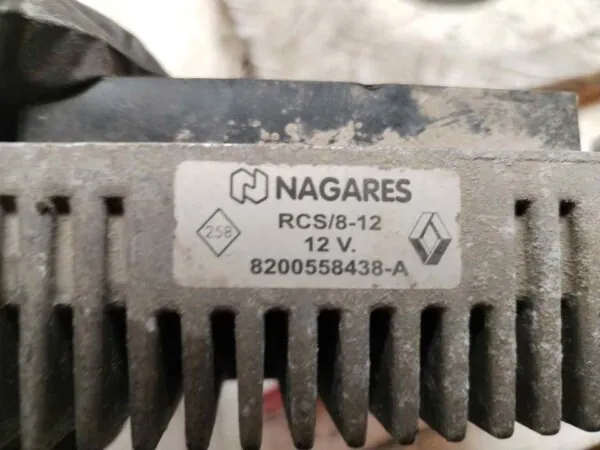 NAGARES
RCS/8-12
258
12 V.
8200558438-A